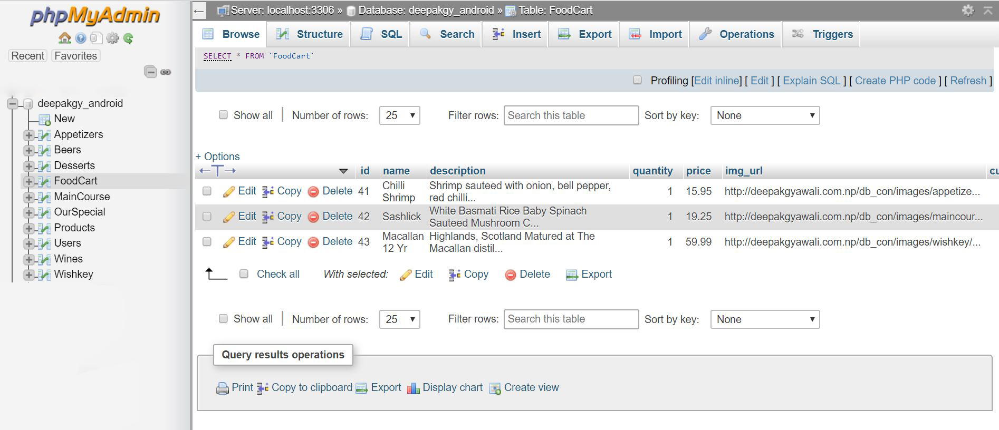 phpMyAdmin
Recent Favorites
deepakgy_android
New
Appetizers
Beers
Desserts
FoodCart
MainCourse
OurSpecial
Products
Users
Wines
Wishkey
Server: localhost:3306 » Database: deepakgy_android » Table: FoodCart
Browse Structure SQL Search Insert Export Import Operations Triggers
SELECT * FROM `FoodCart`
Profiling [Edit inline] [ Edit ] [ Explain SQL ] [ Create PHP code ] [ Refresh ]
Show all | Number of rows: 25 Filter rows: Search this table Sort by key: None
+ Options
←T→ id name description quantity price img_url cu
Edit Copy Delete 41 Chilli Shrimp Shrimp sauteed with onion, bell pepper, red chilli... 1 15.95 http://deepakgyawali.com.np/db_con/images/appetize...
Edit Copy Delete 42 Sashlick White Basmati Rice Baby Spinach Sauteed Mushroom C... 1 19.25 http://deepakgyawali.com.np/db_con/images/maincour...
Edit Copy Delete 43 Macallan 12 Yr Highlands, Scotland Matured at The Macallan distil... 1 59.99 http://deepakgyawali.com.np/db_con/images/wishkey/...
Check all With selected: Edit Copy Delete Export
Show all | Number of rows: 25 Filter rows: Search this table Sort by key: None
Query results operations
Print Copy to clipboard Export Display chart Create view